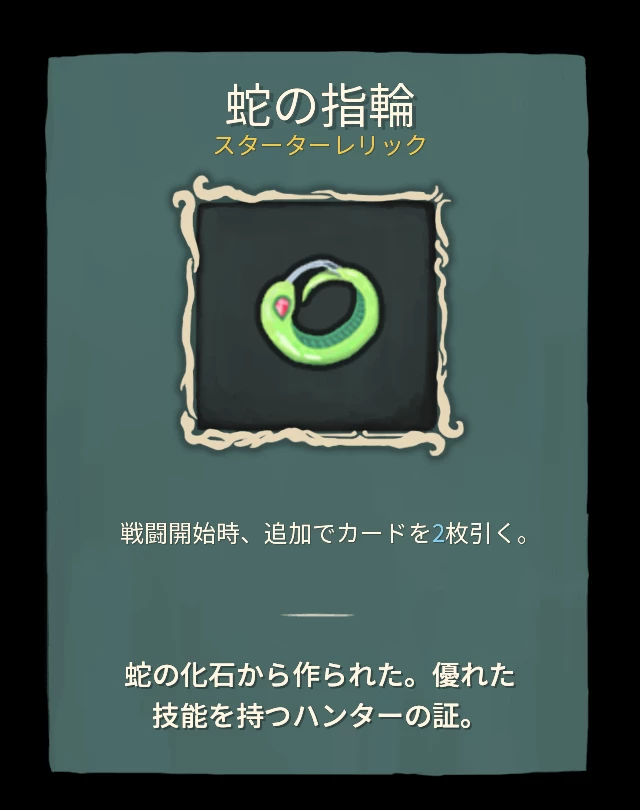 蛇の指輪
スターターレリック
戦闘開始時、追加でカードを2枚引く。
蛇の化石から作られた。優れた
技能を持つハンターの証。